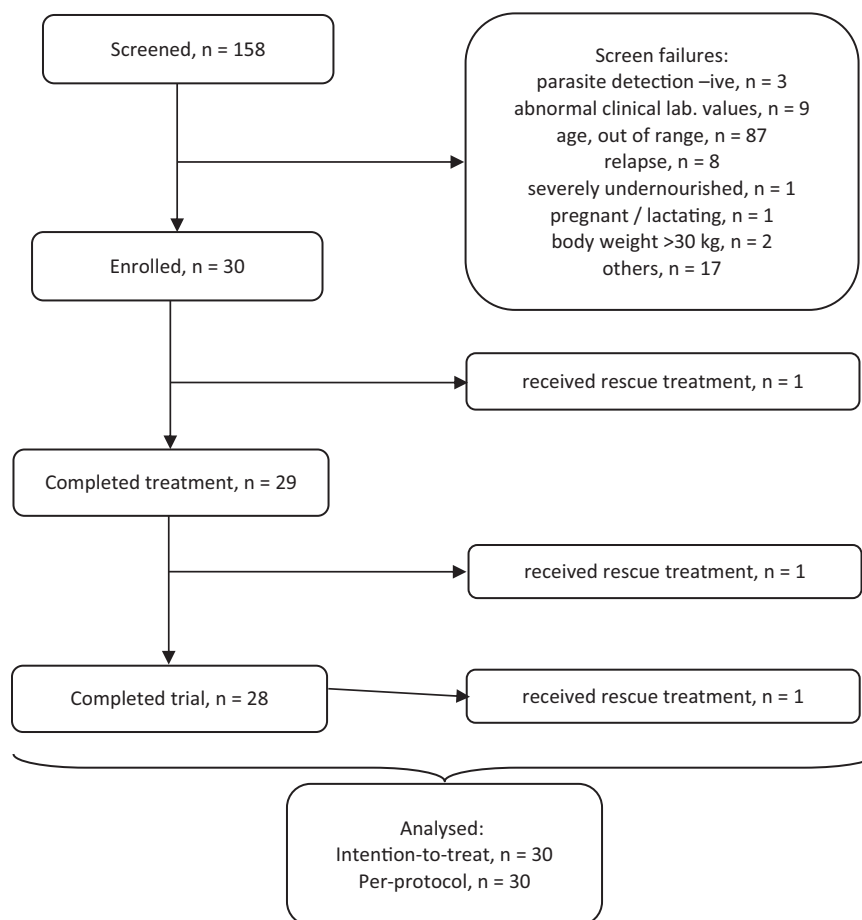 Screened, n = 158
Screen failures:
parasite detection –ive, n = 3
abnormal clinical lab. values, n = 9
age, out of range, n = 87
relapse, n = 8
severely undernourished, n = 1
pregnant / lactating, n = 1
body weight >30 kg, n = 2
others, n = 17
Enrolled, n = 30
received rescue treatment, n = 1
Completed treatment, n = 29
received rescue treatment, n = 1
Completed trial, n = 28
received rescue treatment, n = 1
Analysed:
Intention-to-treat, n = 30
Per-protocol, n = 30